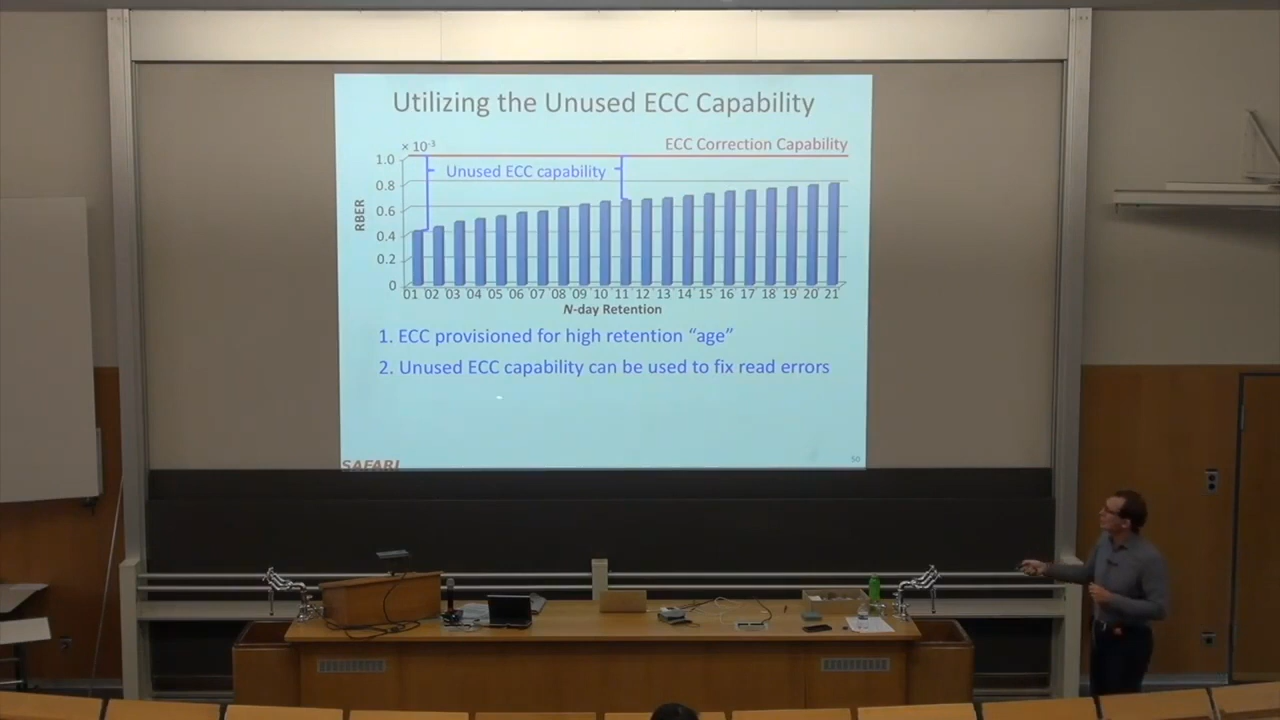 Utilizing the Unused ECC Capability
× 10⁻³
ECC Correction Capability
1.0
Unused ECC capability
0.8
0.6
0.4
0.2
0
RBER
01 02 03 04 05 06 07 08 09 10 11 12 13 14 15 16 17 18 19 20 21
N-day Retention
1. ECC provisioned for high retention “age”
2. Unused ECC capability can be used to fix read errors
SAFARI
50